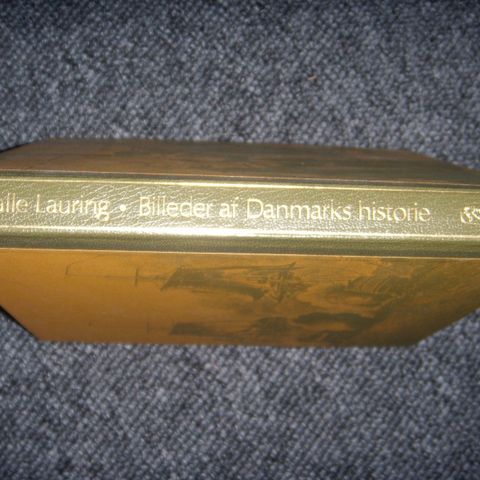 alle Lauring • Billeder af Danmarks historie